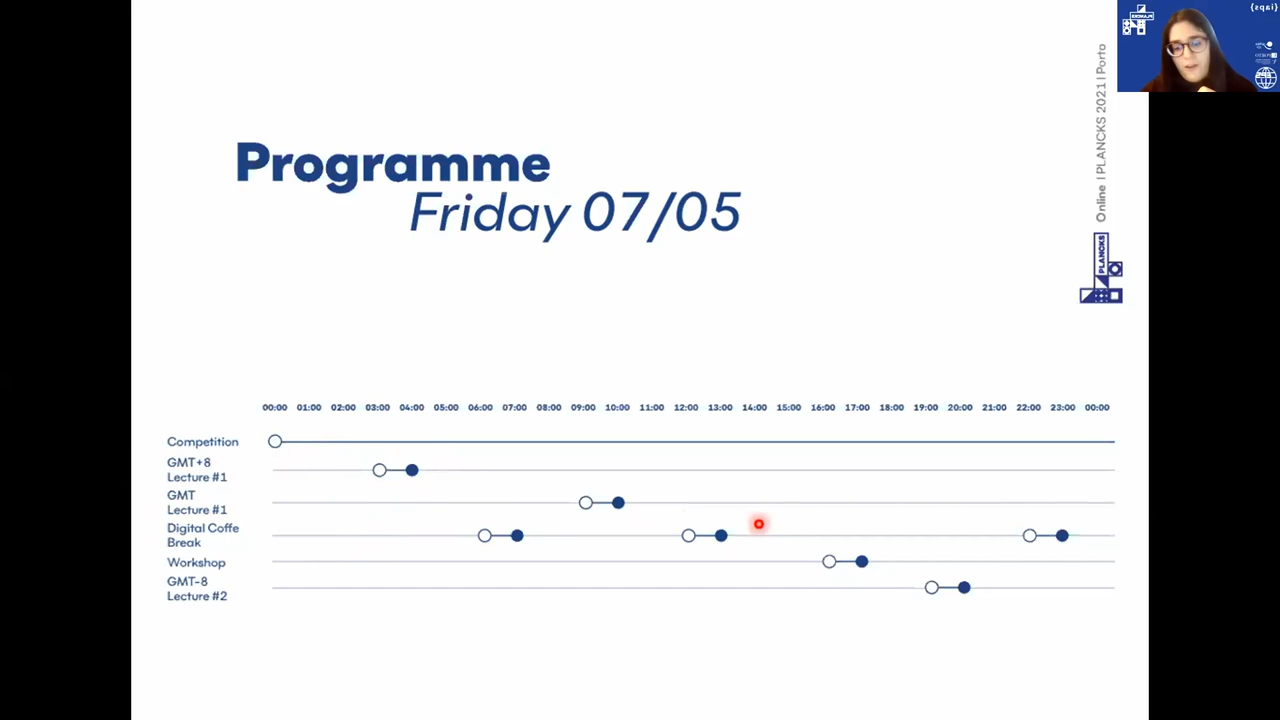 Programme
Friday 07/05
Online | PLANCKS 2021 | Porto
PLANCKS
00:00 01:00 02:00 03:00 04:00 05:00 06:00 07:00 08:00 09:00 10:00 11:00 12:00 13:00 14:00 15:00 16:00 17:00 18:00 19:00 20:00 21:00 22:00 23:00 00:00
Competition
GMT+8
Lecture #1
GMT
Lecture #1
Digital Coffe
Break
Workshop
GMT-8
Lecture #2
{iaps}
PLANCKS